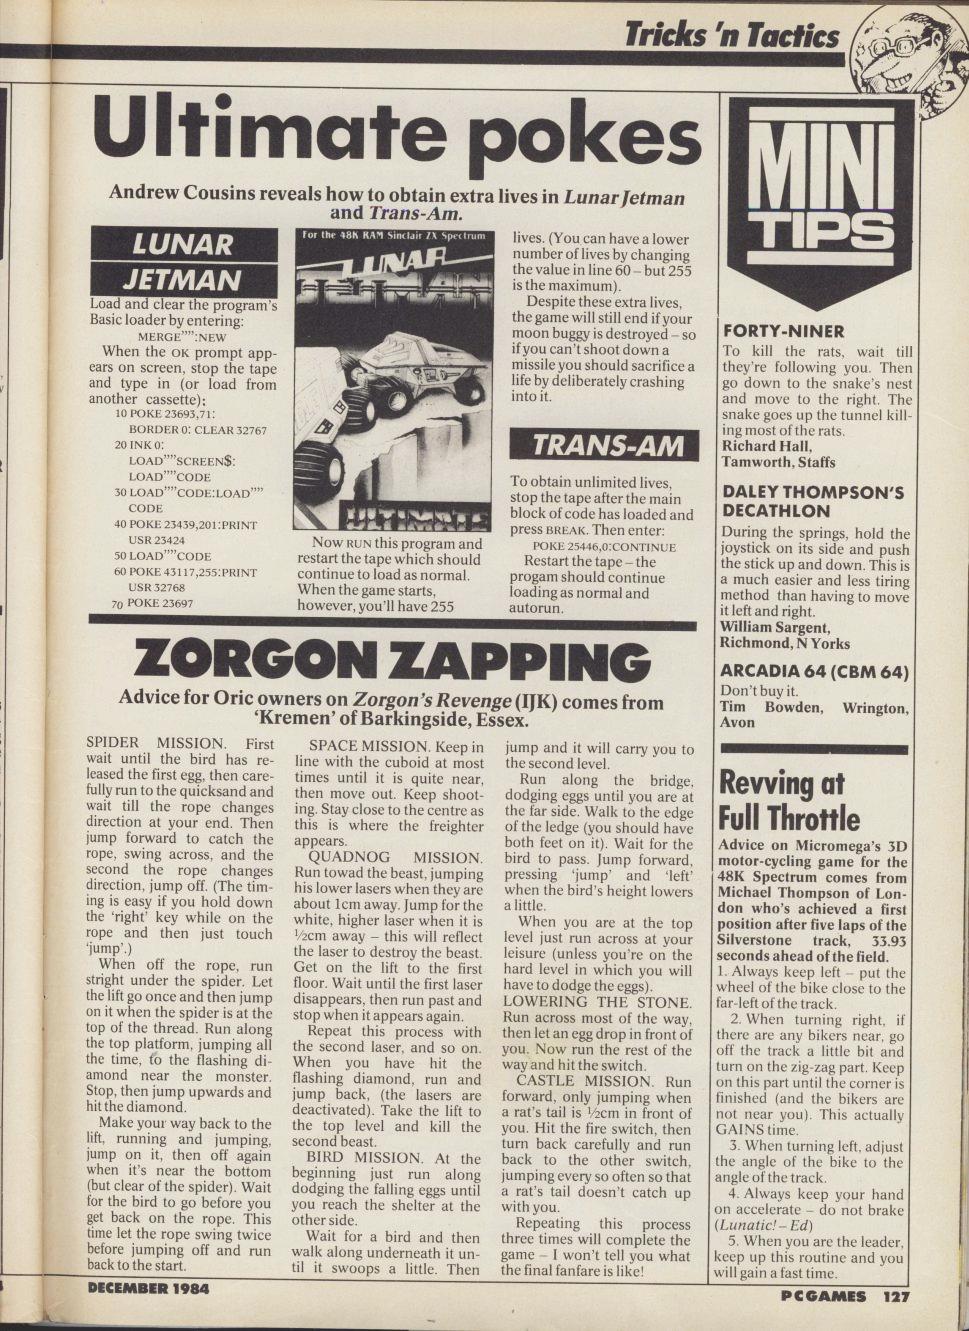 Tricks 'n Tactics
Ultimate pokes
Andrew Cousins reveals how to obtain extra lives in Lunar Jetman
and Trans-Am.
LUNAR
JETMAN
Load and clear the program's
Basic loader by entering:
MERGE"":NEW
When the OK prompt app-
ears on screen, stop the tape
and type in (or load from
another cassette):
10 POKE 23693,71:
BORDER 0: CLEAR 32767
20 INK 0:
LOAD""SCREEN$:
LOAD""CODE
30 LOAD""CODE:LOAD""
CODE
40 POKE 23439,201:PRINT
USR 23424
50 LOAD""CODE
60 POKE 43117,255:PRINT
USR 32768
70 POKE 23697
For the 48K RAM Sinclair ZX Spectrum
LUNAR
JETMAN
ULTIMATE
Now RUN this program and
restart the tape which should
continue to load as normal.
When the game starts,
however, you'll have 255
lives. (You can have a lower
number of lives by changing
the value in line 60 – but 255
is the maximum).
Despite these extra lives,
the game will still end if your
moon buggy is destroyed – so
if you can't shoot down a
missile you should sacrifice a
life by deliberately crashing
into it.
TRANS-AM
To obtain unlimited lives,
stop the tape after the main
block of code has loaded and
press BREAK. Then enter:
POKE 25446,0:CONTINUE
Restart the tape – the
progam should continue
loading as normal and
autorun.
ZORGON ZAPPING
Advice for Oric owners on Zorgon's Revenge (IJK) comes from
'Kremen' of Barkingside, Essex.
SPIDER MISSION. First
wait until the bird has re-
leased the first egg, then care-
fully run to the quicksand and
wait till the rope changes
direction at your end. Then
jump forward to catch the
rope, swing across, and the
second the rope changes
direction, jump off. (The tim-
ing is easy if you hold down
the 'right' key while on the
rope and then just touch
'jump'.)
When off the rope, run
stright under the spider. Let
the lift go once and then jump
on it when the spider is at the
top of the thread. Run along
the top platform, jumping all
the time, to the flashing di-
amond near the monster.
Stop, then jump upwards and
hit the diamond.
Make your way back to the
lift, running and jumping,
jump on it, then off again
when it's near the bottom
(but clear of the spider). Wait
for the bird to go before you
get back on the rope. This
time let the rope swing twice
before jumping off and run
back to the start.
SPACE MISSION. Keep in
line with the cuboid at most
times until it is quite near,
then move out. Keep shoot-
ing. Stay close to the centre as
this is where the freighter
appears.
QUADNOG MISSION.
Run towad the beast, jumping
his lower lasers when they are
about 1cm away. Jump for the
white, higher laser when it is
½cm away – this will reflect
the laser to destroy the beast.
Get on the lift to the first
floor. Wait until the first laser
disappears, then run past and
stop when it appears again.
Repeat this process with
the second laser, and so on.
When you have hit the
flashing diamond, run and
jump back, (the lasers are
deactivated). Take the lift to
the top level and kill the
second beast.
BIRD MISSION. At the
beginning just run along
dodging the falling eggs until
you reach the shelter at the
other side.
Wait for a bird and then
walk along underneath it un-
til it swoops a little. Then
jump and it will carry you to
the second level.
Run along the bridge,
dodging eggs until you are at
the far side. Walk to the edge
of the ledge (you should have
both feet on it). Wait for the
bird to pass. Jump forward,
pressing 'jump' and 'left'
when the bird's height lowers
a little.
When you are at the top
level just run across at your
leisure (unless you're on the
hard level in which you will
have to dodge the eggs).
LOWERING THE STONE.
Run across most of the way,
then let an egg drop in front of
you. Now run the rest of the
way and hit the switch.
CASTLE MISSION. Run
forward, only jumping when
a rat's tail is ½cm in front of
you. Hit the fire switch, then
turn back carefully and run
back to the other switch,
jumping every so often so that
a rat's tail doesn't catch up
with you.
Repeating this process
three times will complete the
game – I won't tell you what
the final fanfare is like!
MINI
TIPS
FORTY-NINER
To kill the rats, wait till
they're following you. Then
go down to the snake's nest
and move to the right. The
snake goes up the tunnel kill-
ing most of the rats.
Richard Hall,
Tamworth, Staffs
DALEY THOMPSON'S
DECATHLON
During the springs, hold the
joystick on its side and push
the stick up and down. This is
a much easier and less tiring
method than having to move
it left and right.
William Sargent,
Richmond, N Yorks
ARCADIA 64 (CBM 64)
Don't buy it.
Tim Bowden, Wrington,
Avon
Revving at
Full Throttle
Advice on Micromega's 3D
motor-cycling game for the
48K Spectrum comes from
Michael Thompson of Lon-
don who's achieved a first
position after five laps of the
Silverstone track, 33.93
seconds ahead of the field.
1. Always keep left – put the
wheel of the bike close to the
far-left of the track.
2. When turning right, if
there are any bikers near, go
off the track a little bit and
turn on the zig-zag part. Keep
on this part until the corner is
finished (and the bikers are
not near you). This actually
GAINS time.
3. When turning left, adjust
the angle of the bike to the
angle of the track.
4. Always keep your hand
on accelerate – do not brake
(Lunatic! – Ed)
5. When you are the leader,
keep up this routine and you
will gain a fast time.
DECEMBER 1984
PC GAMES 127